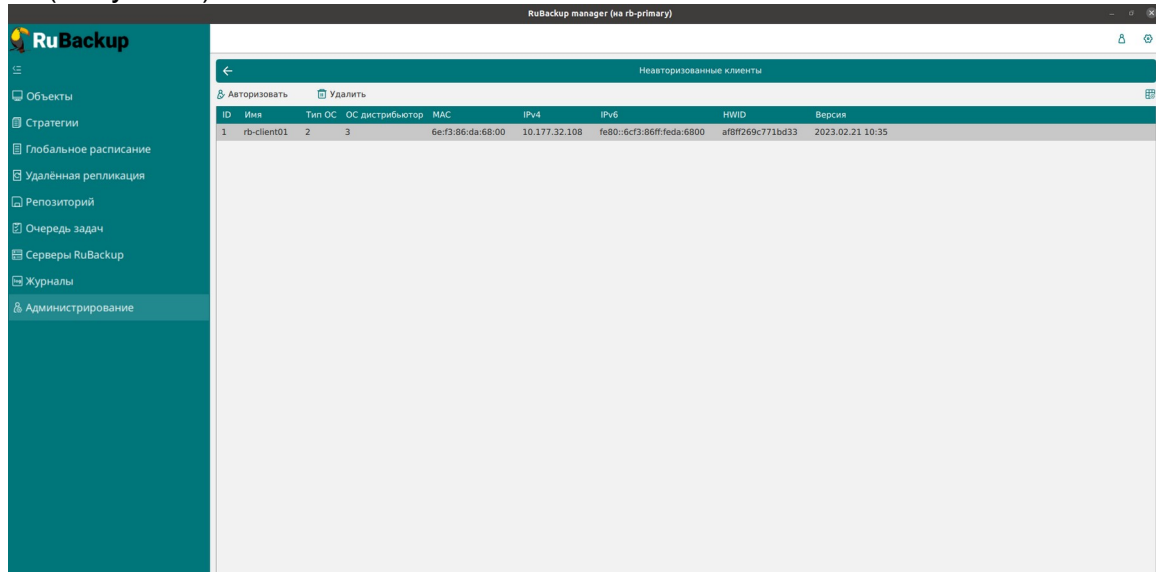 RuBackup manager (на rb-primary)
RuBackup
Неавторизованные клиенты
Объекты
Авторизовать Удалить
ID Имя Тип ОС ОС дистрибьютор MAC IPv4 IPv6 HWID Версия
Стратегии
1 rb-client01 2 3 6e:f3:86:da:68:00 10.177.32.108 fe80::6cf3:86ff:feda:6800 af8ff269c771bd33 2023.02.21 10:35
Глобальное расписание
Удалённая репликация
Репозиторий
Очередь задач
Серверы RuBackup
Журналы
Администрирование